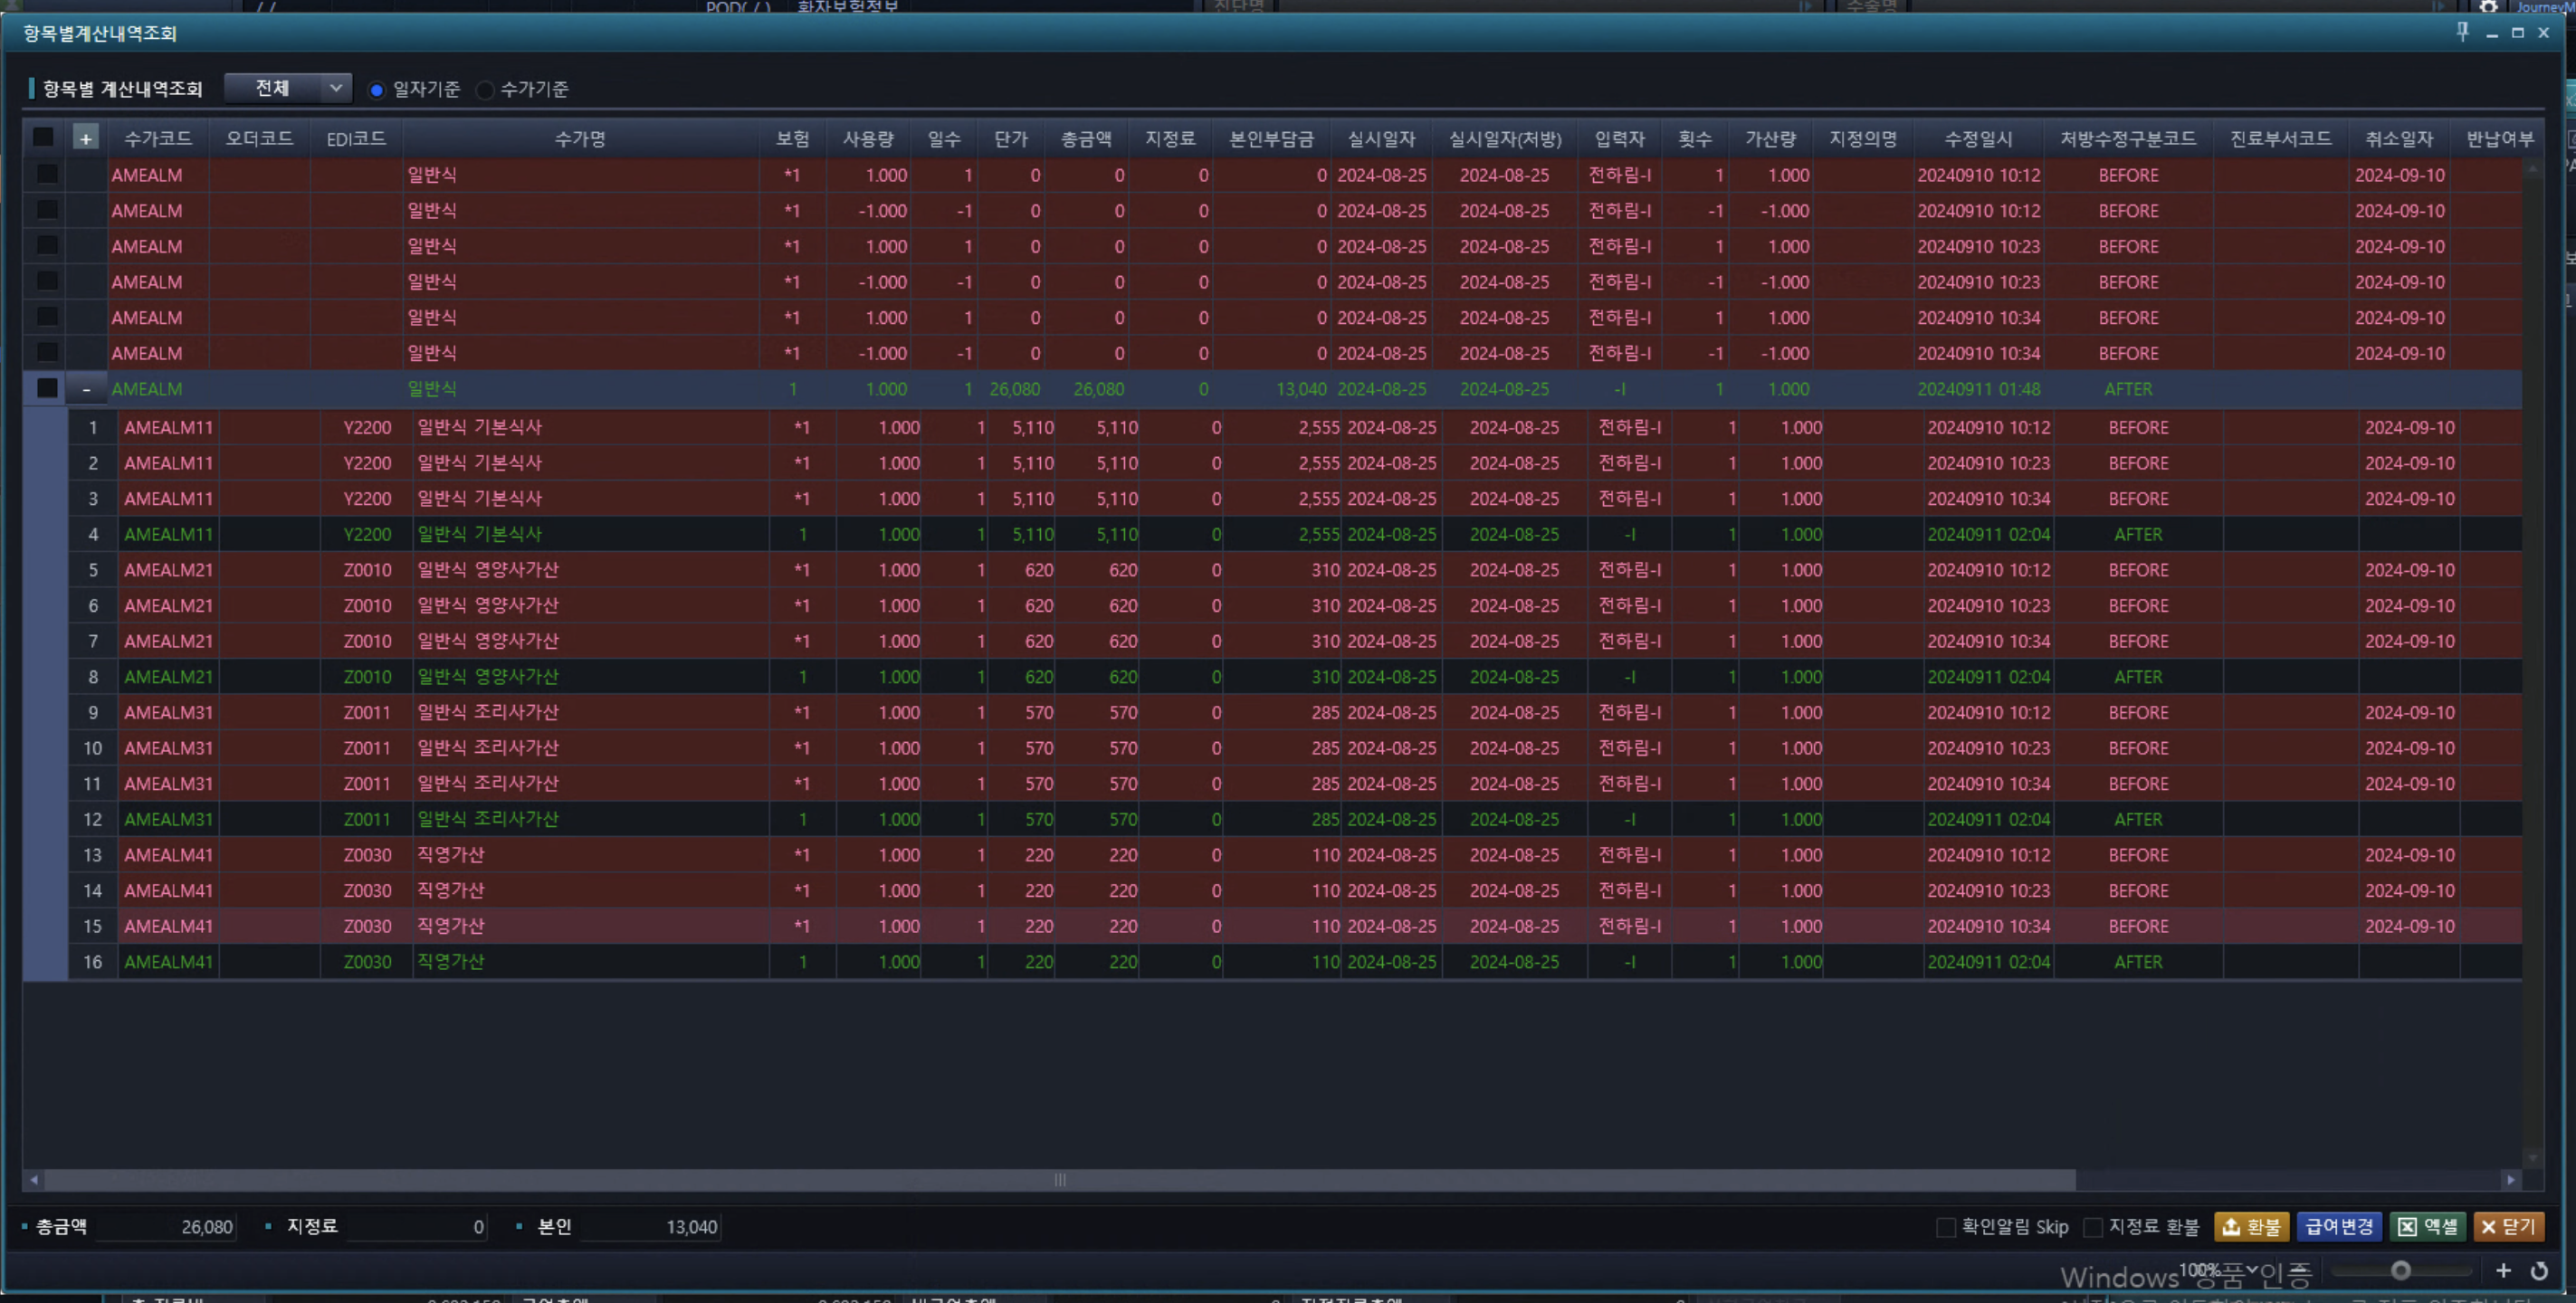 / / POD( / ) 환자보험정보 진단명 수술명 JourneyM
항목별계산내역조회
항목별 계산내역조회 전체 일자기준 수가기준
+ 수가코드 오더코드 EDI코드 수가명 보험 사용량 일수 단가 총금액 지정료 본인부담금 실시일자 실시일자(처방) 입력자 횟수 가산량 지정의명 수정일시 처방수정구분코드 진료부서코드 취소일자 반납여부
AMEALM 일반식 *1 1.000 1 0 0 0 0 2024-08-25 2024-08-25 전하림-I 1 1.000 20240910 10:12 BEFORE 2024-09-10
AMEALM 일반식 *1 -1.000 -1 0 0 0 0 2024-08-25 2024-08-25 전하림-I -1 -1.000 20240910 10:12 BEFORE 2024-09-10
AMEALM 일반식 *1 1.000 1 0 0 0 0 2024-08-25 2024-08-25 전하림-I 1 1.000 20240910 10:23 BEFORE 2024-09-10
AMEALM 일반식 *1 -1.000 -1 0 0 0 0 2024-08-25 2024-08-25 전하림-I -1 -1.000 20240910 10:23 BEFORE 2024-09-10
AMEALM 일반식 *1 1.000 1 0 0 0 0 2024-08-25 2024-08-25 전하림-I 1 1.000 20240910 10:34 BEFORE 2024-09-10
AMEALM 일반식 *1 -1.000 -1 0 0 0 0 2024-08-25 2024-08-25 전하림-I -1 -1.000 20240910 10:34 BEFORE 2024-09-10
- AMEALM 일반식 1 1.000 1 26,080 26,080 0 13,040 2024-08-25 2024-08-25 -I 1 1.000 20240911 01:48 AFTER
1 AMEALM11 Y2200 일반식 기본식사 *1 1.000 1 5,110 5,110 0 2,555 2024-08-25 2024-08-25 전하림-I 1 1.000 20240910 10:12 BEFORE 2024-09-10
2 AMEALM11 Y2200 일반식 기본식사 *1 1.000 1 5,110 5,110 0 2,555 2024-08-25 2024-08-25 전하림-I 1 1.000 20240910 10:23 BEFORE 2024-09-10
3 AMEALM11 Y2200 일반식 기본식사 *1 1.000 1 5,110 5,110 0 2,555 2024-08-25 2024-08-25 전하림-I 1 1.000 20240910 10:34 BEFORE 2024-09-10
4 AMEALM11 Y2200 일반식 기본식사 1 1.000 1 5,110 5,110 0 2,555 2024-08-25 2024-08-25 -I 1 1.000 20240911 02:04 AFTER
5 AMEALM21 Z0010 일반식 영양사가산 *1 1.000 1 620 620 0 310 2024-08-25 2024-08-25 전하림-I 1 1.000 20240910 10:12 BEFORE 2024-09-10
6 AMEALM21 Z0010 일반식 영양사가산 *1 1.000 1 620 620 0 310 2024-08-25 2024-08-25 전하림-I 1 1.000 20240910 10:23 BEFORE 2024-09-10
7 AMEALM21 Z0010 일반식 영양사가산 *1 1.000 1 620 620 0 310 2024-08-25 2024-08-25 전하림-I 1 1.000 20240910 10:34 BEFORE 2024-09-10
8 AMEALM21 Z0010 일반식 영양사가산 1 1.000 1 620 620 0 310 2024-08-25 2024-08-25 -I 1 1.000 20240911 02:04 AFTER
9 AMEALM31 Z0011 일반식 조리사가산 *1 1.000 1 570 570 0 285 2024-08-25 2024-08-25 전하림-I 1 1.000 20240910 10:12 BEFORE 2024-09-10
10 AMEALM31 Z0011 일반식 조리사가산 *1 1.000 1 570 570 0 285 2024-08-25 2024-08-25 전하림-I 1 1.000 20240910 10:23 BEFORE 2024-09-10
11 AMEALM31 Z0011 일반식 조리사가산 *1 1.000 1 570 570 0 285 2024-08-25 2024-08-25 전하림-I 1 1.000 20240910 10:34 BEFORE 2024-09-10
12 AMEALM31 Z0011 일반식 조리사가산 1 1.000 1 570 570 0 285 2024-08-25 2024-08-25 -I 1 1.000 20240911 02:04 AFTER
13 AMEALM41 Z0030 직영가산 *1 1.000 1 220 220 0 110 2024-08-25 2024-08-25 전하림-I 1 1.000 20240910 10:12 BEFORE 2024-09-10
14 AMEALM41 Z0030 직영가산 *1 1.000 1 220 220 0 110 2024-08-25 2024-08-25 전하림-I 1 1.000 20240910 10:23 BEFORE 2024-09-10
15 AMEALM41 Z0030 직영가산 *1 1.000 1 220 220 0 110 2024-08-25 2024-08-25 전하림-I 1 1.000 20240910 10:34 BEFORE 2024-09-10
16 AMEALM41 Z0030 직영가산 1 1.000 1 220 220 0 110 2024-08-25 2024-08-25 -I 1 1.000 20240911 02:04 AFTER
총금액 26,080 지정료 0 본인 13,040 확인알림 Skip 지정료 환불 환불 급여변경 엑셀 닫기
Windows 정품 인증 100%